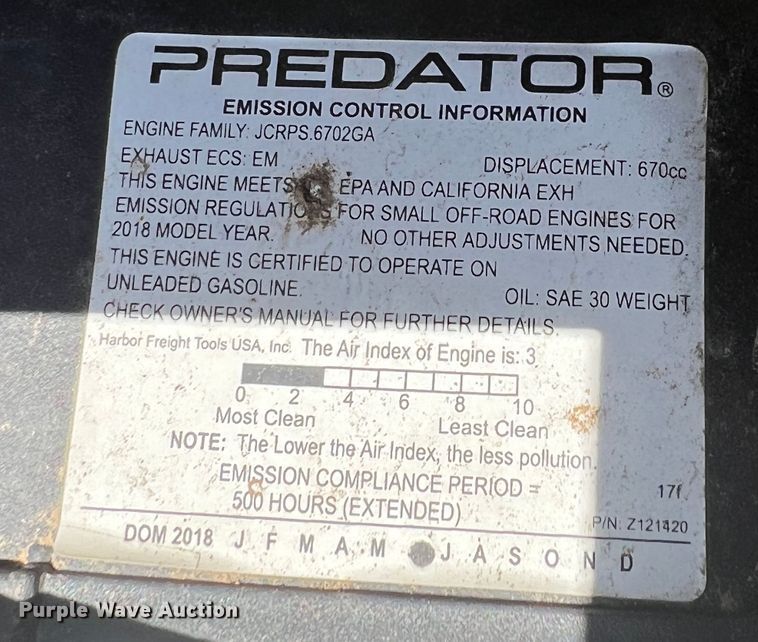 PREDATOR®
EMISSION CONTROL INFORMATION
ENGINE FAMILY: JCRPS.6702GA
EXHAUST ECS: EM DISPLACEMENT: 670cc
THIS ENGINE MEETS EPA AND CALIFORNIA EXH
EMISSION REGULATIONS FOR SMALL OFF-ROAD ENGINES FOR
2018 MODEL YEAR. NO OTHER ADJUSTMENTS NEEDED.
THIS ENGINE IS CERTIFIED TO OPERATE ON
UNLEADED GASOLINE. OIL: SAE 30 WEIGHT
CHECK OWNER'S MANUAL FOR FURTHER DETAILS.
Harbor Freight Tools USA, Inc. The Air Index of Engine is: 3
0 2 4 6 8 10
Most Clean Least Clean
NOTE: The Lower the Air Index, the less pollution.
EMISSION COMPLIANCE PERIOD =
500 HOURS (EXTENDED)
17f
P/N: Z121420
DOM 2018 J F M A M J A S O N D
Purple Wave Auction